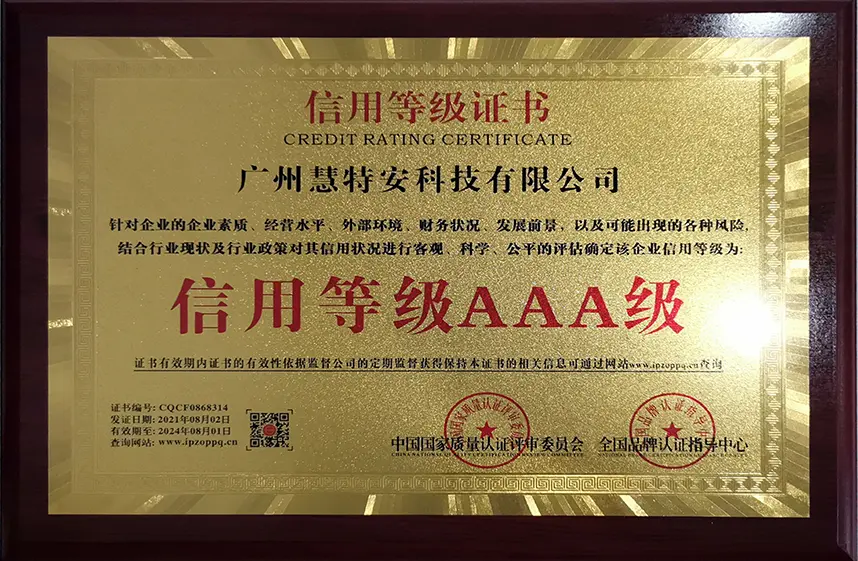 信用等级证书
CREDIT RATING CERTIFICATE
广州慧特安科技有限公司
针对企业的企业素质、经营水平、外部环境、财务状况、发展前景，以及可能出现的各种风险，
结合行业现状及行业政策对其信用状况进行客观、科学、公平的评估确定该企业信用等级为:
信用等级AAA级
证书有效期内证书的有效性依据监督公司的定期监督获得保持本证书的相关信息可通过网站www.ipzoppq.cn查询
证书编号: CQCF0868314
发证日期: 2021年08月02日
有效期至: 2024年08月01日
查询网站: www.ipzoppq.cn
中国国家质量认证评审委员会
全国品牌认证指导中心